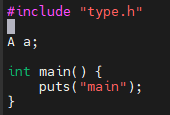 #include "type.h"
A a;
int main() {
    puts("main");
}